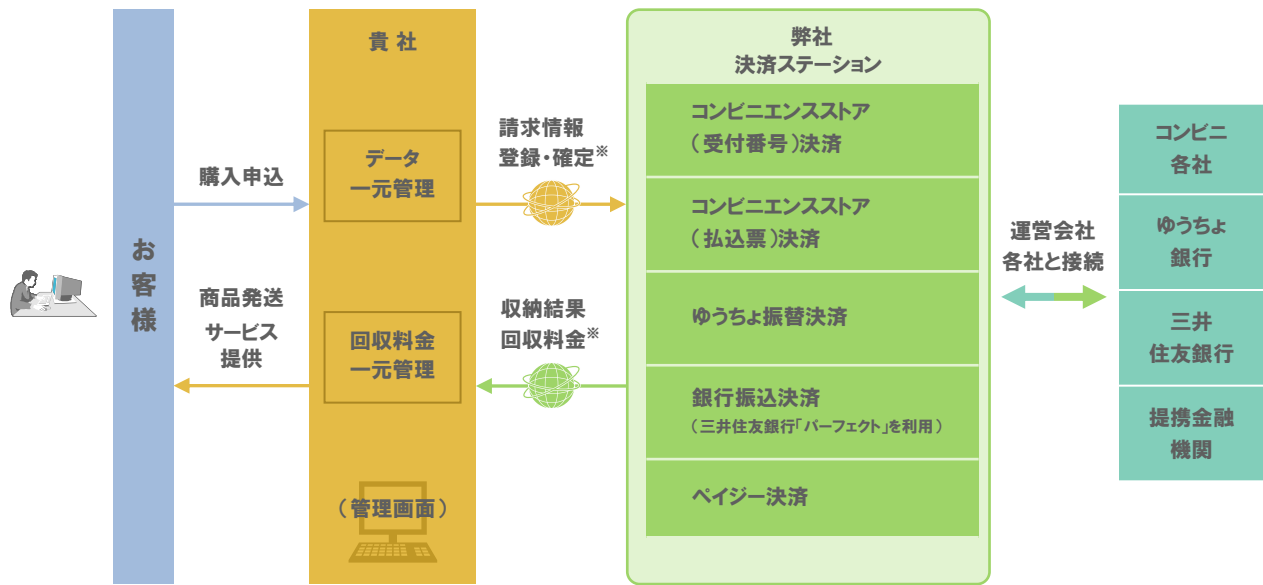 お客様
購入申込
商品発送
サービス
提供
貴社
データ
一元管理
回収料金
一元管理
（管理画面）
請求情報
登録・確定※
収納結果
回収料金※
弊社
決済ステーション
コンビニエンスストア
（受付番号）決済
コンビニエンスストア
（払込票）決済
ゆうちょ振替決済
銀行振込決済
（三井住友銀行「パーフェクト」を利用）
ペイジー決済
運営会社
各社と接続
コンビニ
各社
ゆうちょ
銀行
三井
住友銀行
提携金融
機関